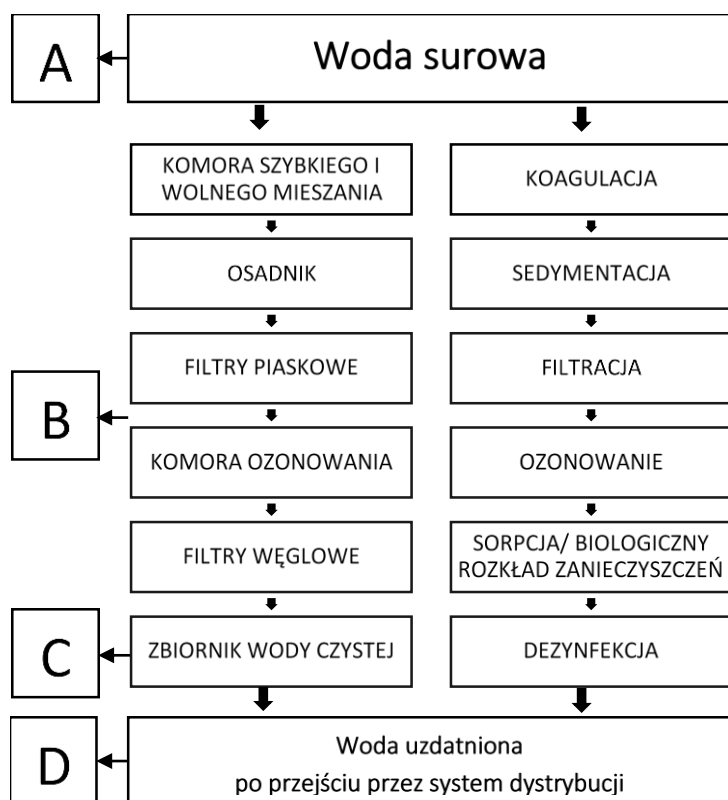 A
Woda surowa
KOMORA SZYBKIEGO I
WOLNEGO MIESZANIA
KOAGULACJA
OSADNIK
SEDYMENTACJA
FILTRY PIASKOWE
FILTRACJA
B
KOMORA OZONOWANIA
OZONOWANIE
FILTRY WĘGLOWE
SORPCJA/ BIOLOGICZNY
ROZKŁAD ZANIECZYSZCZEŃ
C
ZBIORNIK WODY CZYSTEJ
DEZYNFEKCJA
D
Woda uzdatniona
po przejściu przez system dystrybucji